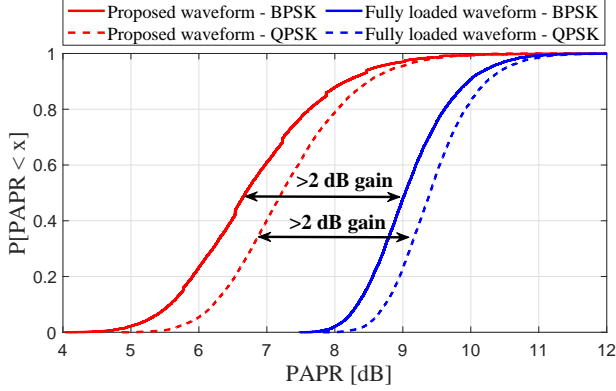 Proposed waveform - BPSK Fully loaded waveform - BPSK
Proposed waveform - QPSK Fully loaded waveform - QPSK
1
0.8
0.6
0.4
0.2
0
P[PAPR < x]
>2 dB gain
>2 dB gain
4 5 6 7 8 9 10 11 12
PAPR [dB]